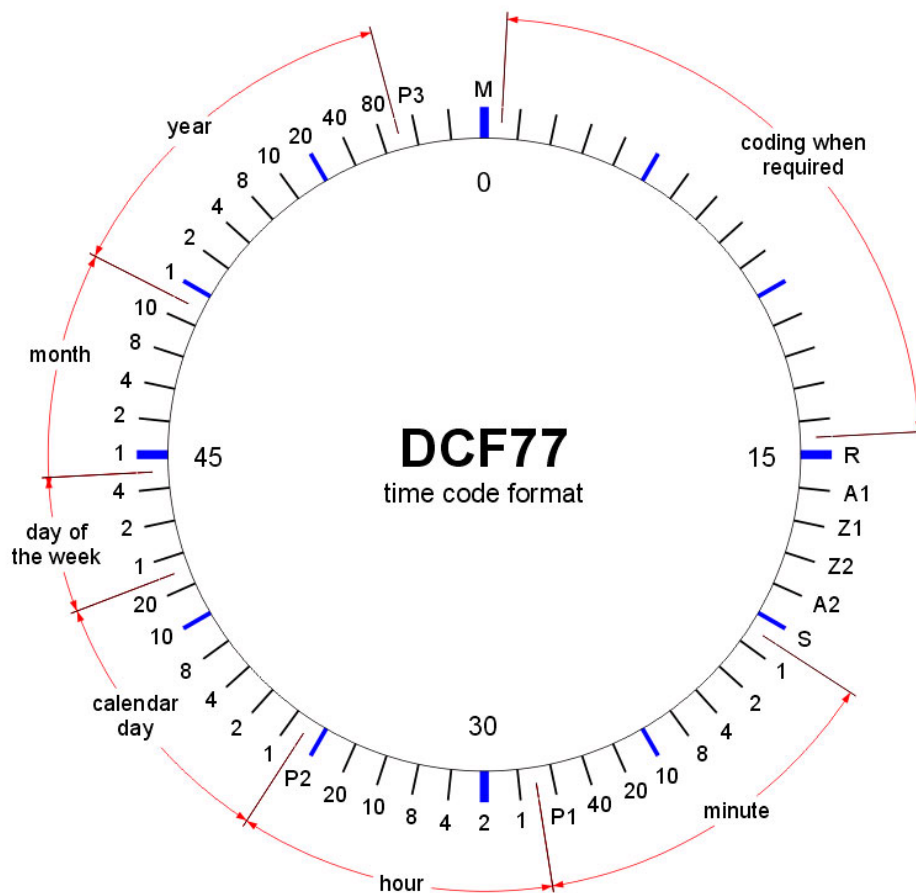 M
0
coding when
required
15
R
A1
Z1
Z2
A2
S
1
2
4
8
10
20
40
P1
minute
30
1
2
4
8
10
20
P2
hour
1
2
4
8
10
20
calendar
day
1
2
4
day of
the week
45
1
2
4
8
10
month
1
2
4
8
10
20
40
80
year
P3
DCF77
time code format